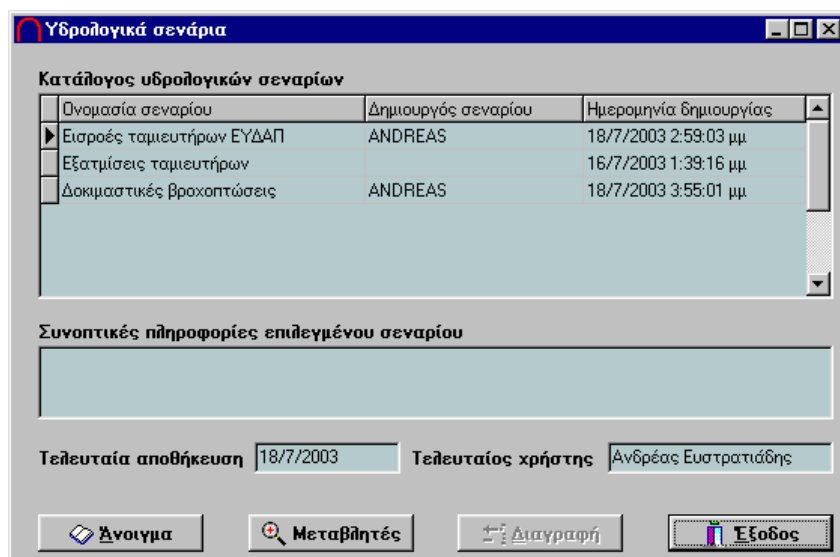 Υδρολογικά σενάρια
Κατάλογος υδρολογικών σεναρίων
Ονομασία σεναρίου Δημιουργός σεναρίου Ημερομηνία δημιουργίας
Εισροές ταμιευτήρων ΕΥΔΑΠ ANDREAS 18/7/2003 2:59:03 μμ
Εξατμίσεις ταμιευτήρων 16/7/2003 1:39:16 μμ
Δοκιμαστικές βροχοπτώσεις ANDREAS 18/7/2003 3:55:01 μμ
Συνοπτικές πληροφορίες επιλεγμένου σεναρίου
Τελευταία αποθήκευση 18/7/2003 Τελευταίος χρήστης Ανδρέας Ευστρατιάδης
Άνοιγμα Μεταβλητές Διαγραφή Έξοδος